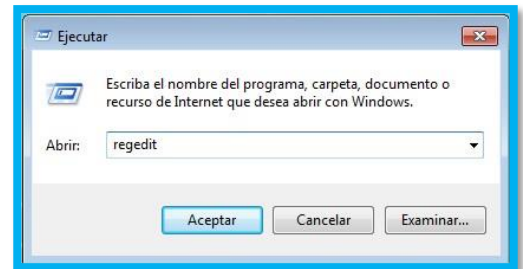 Ejecutar
Escriba el nombre del programa, carpeta, documento o
recurso de Internet que desea abrir con Windows.
Abrir: regedit
Aceptar Cancelar Examinar...